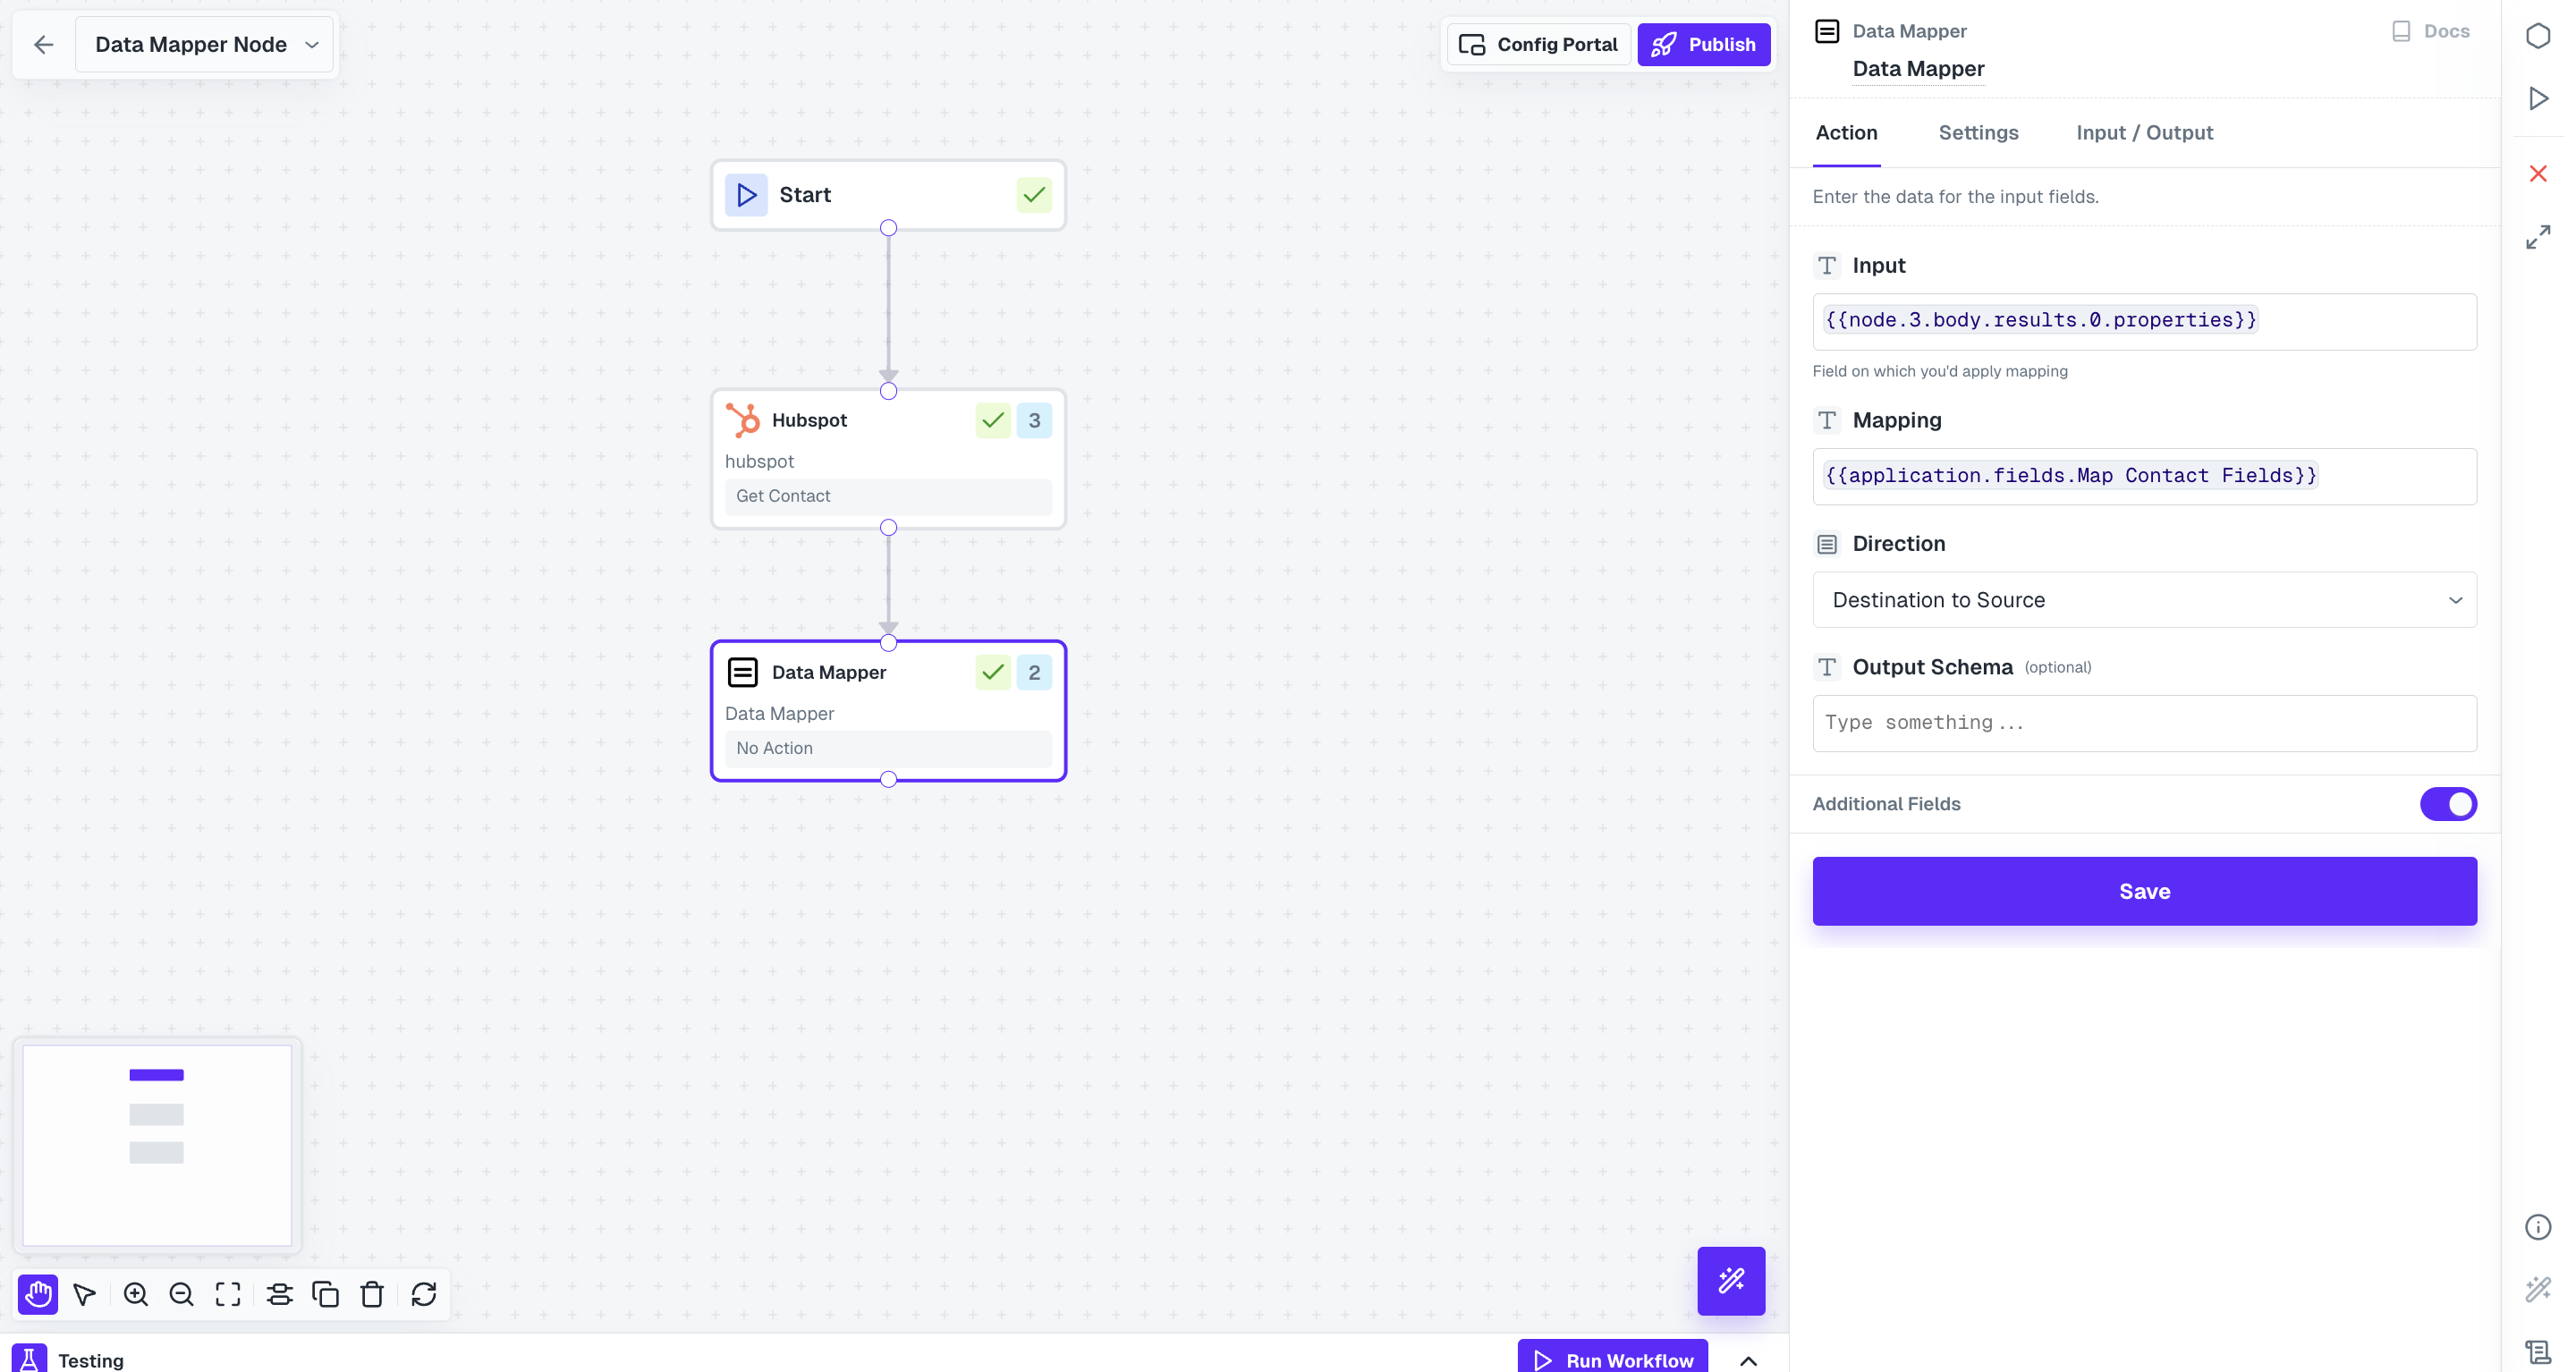 Data Mapper Node
Config Portal
Publish
Start
Hubspot
3
hubspot
Get Contact
Data Mapper
2
Data Mapper
No Action
Testing
Run Workflow
Data Mapper
Docs
Data Mapper
Action
Settings
Input / Output
Enter the data for the input fields.
Input
{{node.3.body.results.0.properties}}
Field on which you'd apply mapping
Mapping
{{application.fields.Map Contact Fields}}
Direction
Destination to Source
Output Schema (optional)
Type something...
Additional Fields
Save